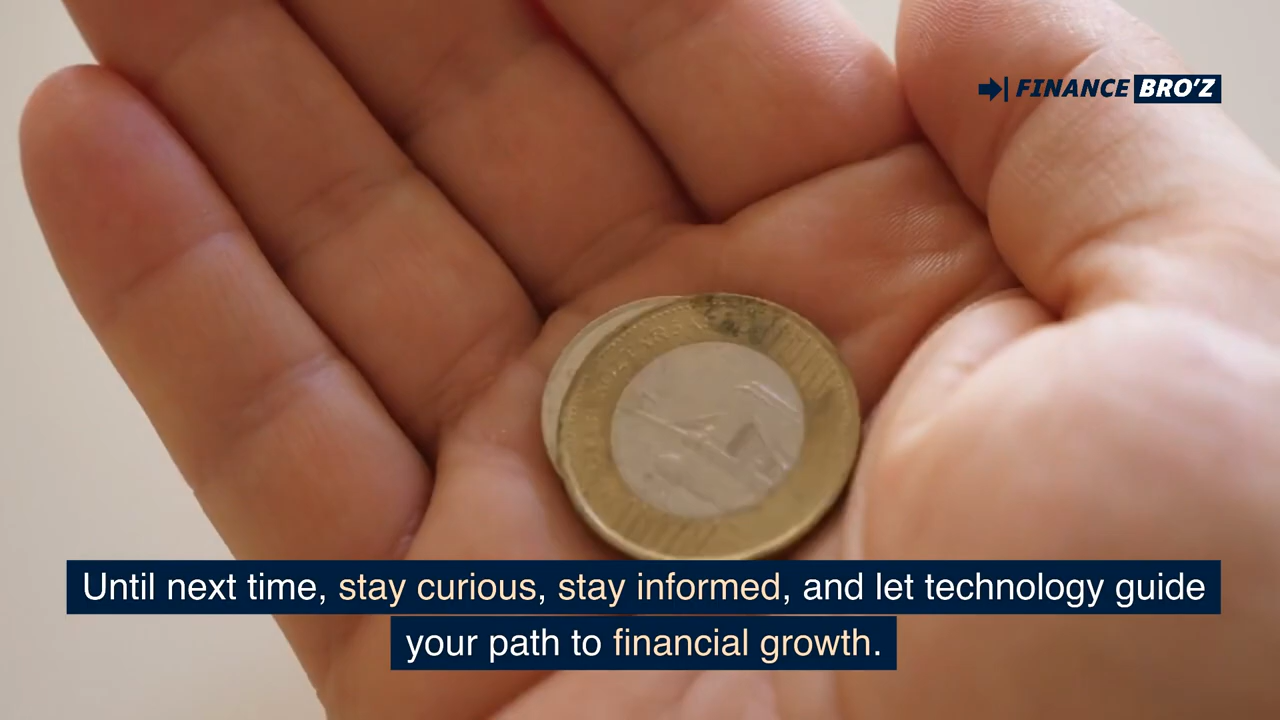 FINANCE BRO'Z
Until next time, stay curious, stay informed, and let technology guide
your path to financial growth.